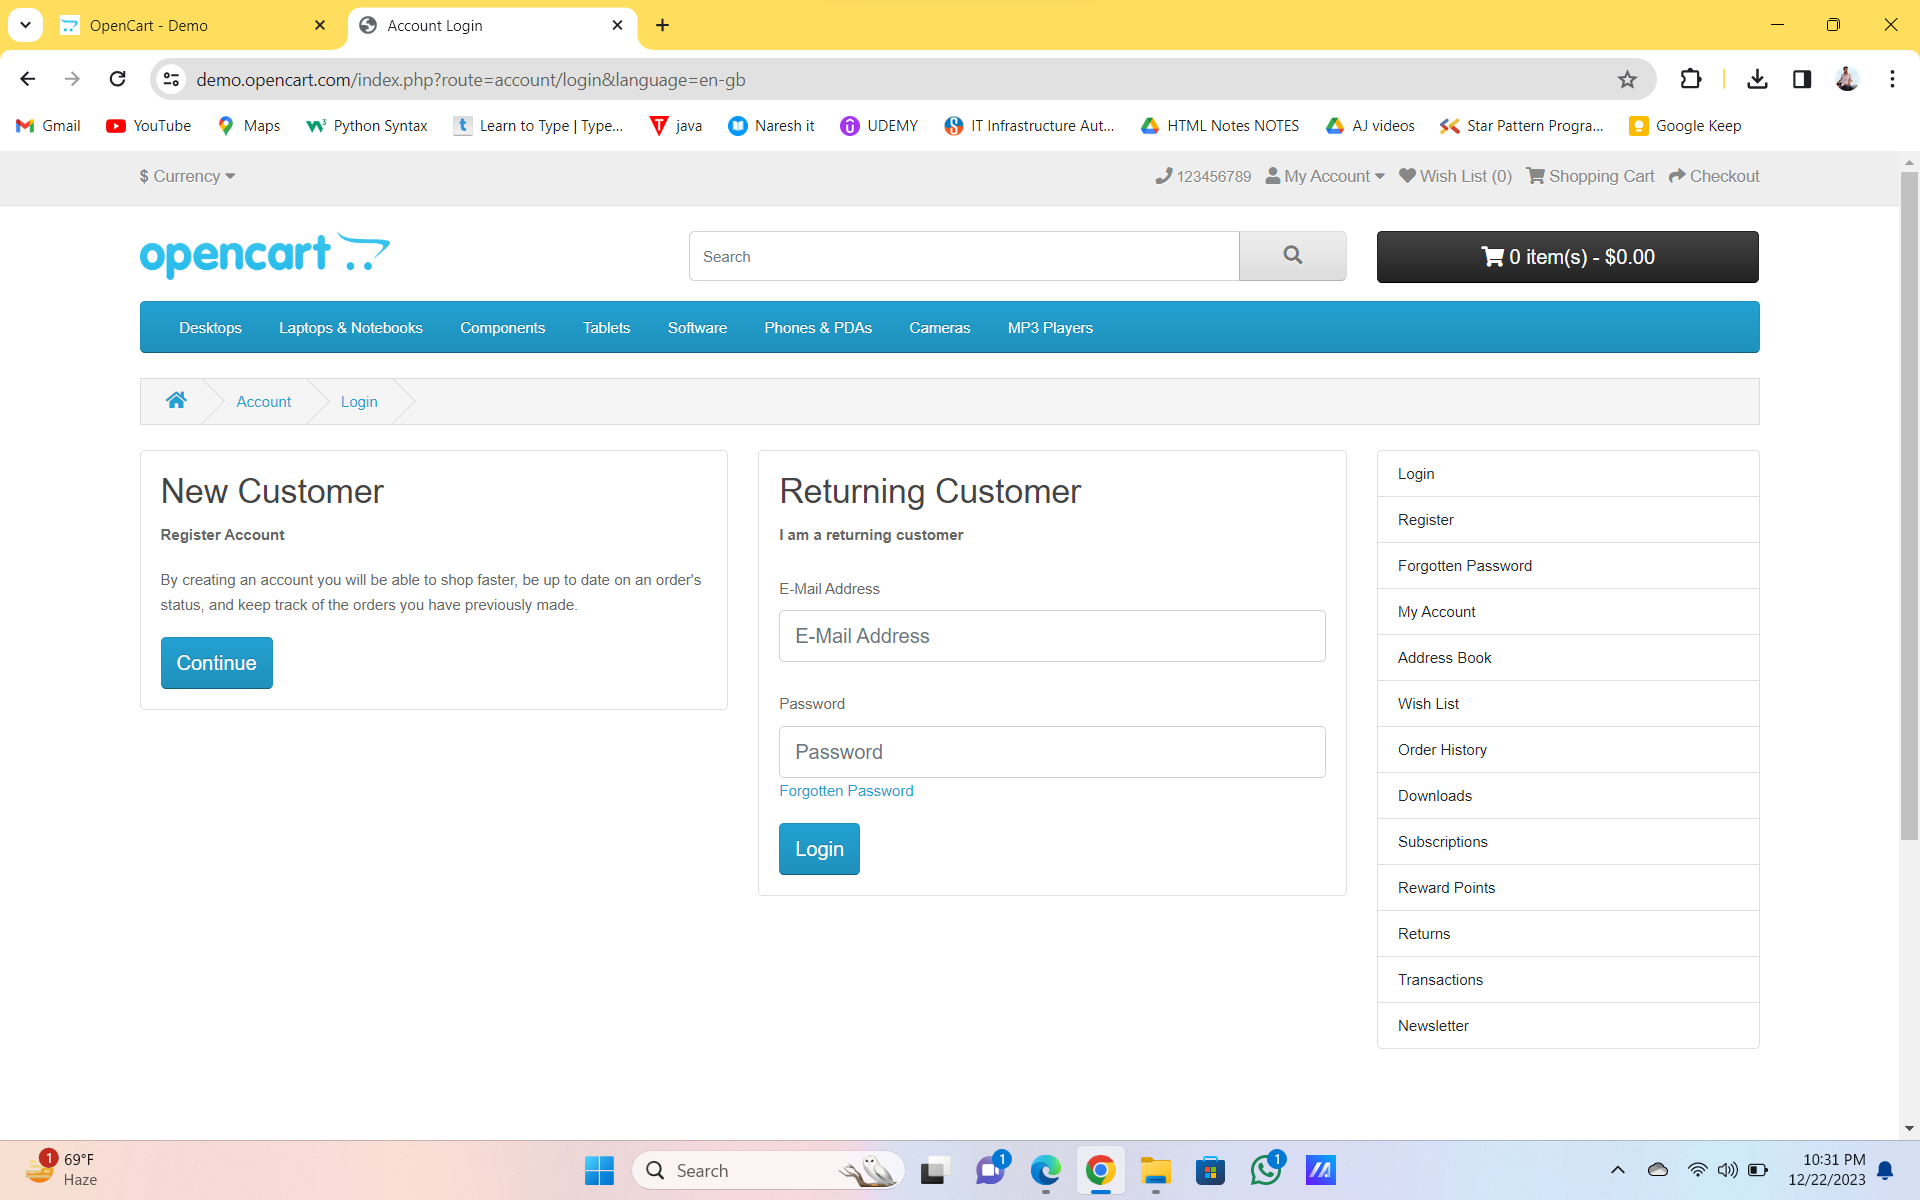 OpenCart - Demo
Account Login
demo.opencart.com/index.php?route=account/login&language=en-gb
Gmail
YouTube
Maps
Python Syntax
Learn to Type | Type...
java
Naresh it
UDEMY
IT Infrastructure Aut...
HTML Notes NOTES
AJ videos
Star Pattern Progra...
Google Keep
$ Currency
123456789
My Account
Wish List (0)
Shopping Cart
Checkout
opencart
Search
0 item(s) - $0.00
Desktops
Laptops & Notebooks
Components
Tablets
Software
Phones & PDAs
Cameras
MP3 Players
Account
Login
New Customer
Register Account
By creating an account you will be able to shop faster, be up to date on an order's
status, and keep track of the orders you have previously made.
Continue
Returning Customer
I am a returning customer
E-Mail Address
E-Mail Address
Password
Password
Forgotten Password
Login
Login
Register
Forgotten Password
My Account
Address Book
Wish List
Order History
Downloads
Subscriptions
Reward Points
Returns
Transactions
Newsletter
1
69°F
Haze
Search
1
1
10:31 PM
12/22/2023